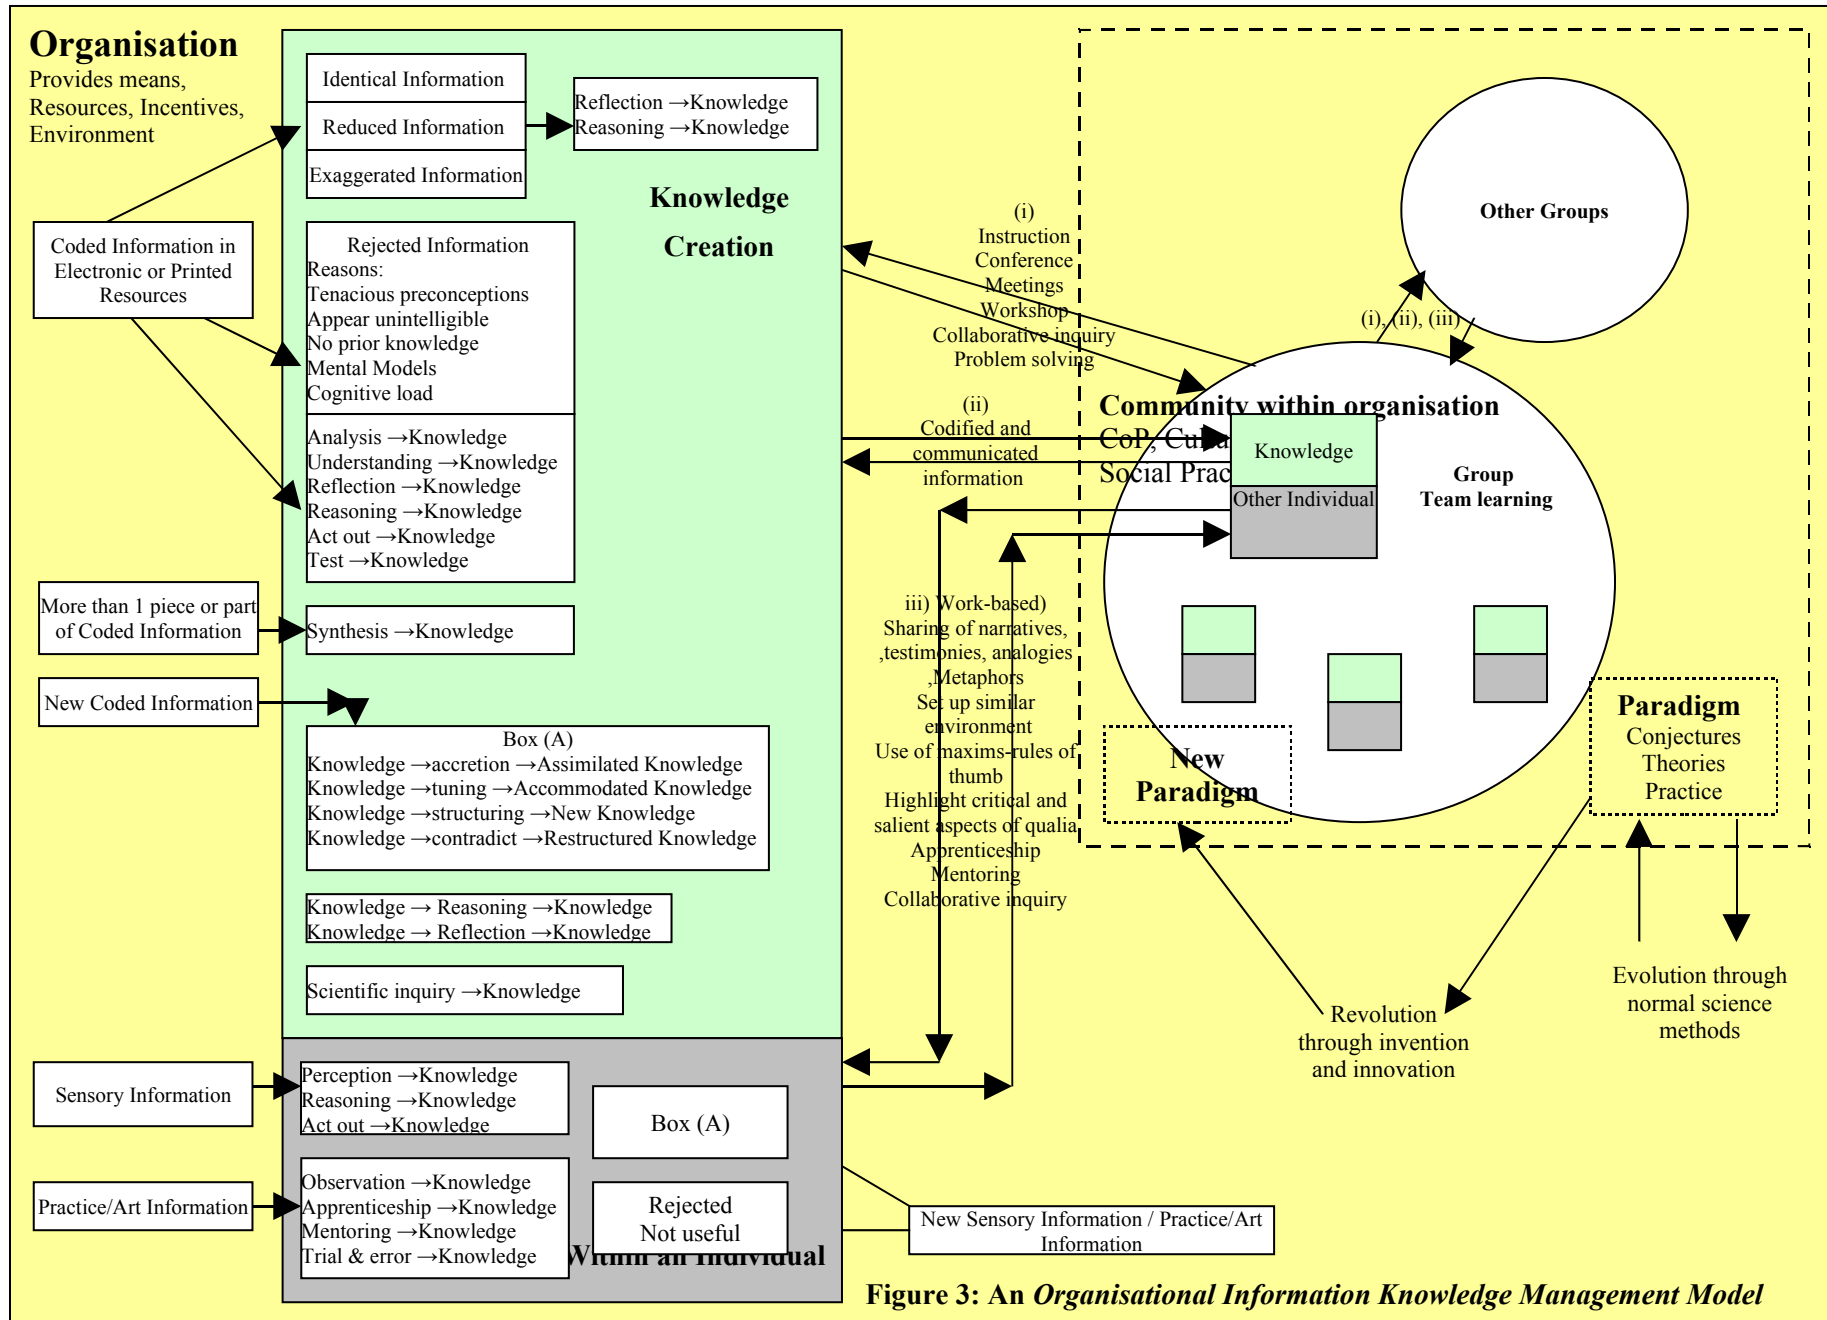 Organisation
Provides means,
Resources, Incentives,
Environment
Coded Information in
Electronic or Printed
Resources
More than 1 piece or part
of Coded Information
New Coded Information
Sensory Information
Practice/Art Information
Identical Information
Reduced Information
Exaggerated Information
Reflection →Knowledge
Reasoning →Knowledge
Knowledge
Creation
Rejected Information
Reasons:
Tenacious preconceptions
Appear unintelligible
No prior knowledge
Mental Models
Cognitive load
Analysis →Knowledge
Understanding →Knowledge
Reflection →Knowledge
Reasoning →Knowledge
Act out →Knowledge
Test →Knowledge
Synthesis →Knowledge
Box (A)
Knowledge →accretion →Assimilated Knowledge
Knowledge →tuning →Accommodated Knowledge
Knowledge →structuring →New Knowledge
Knowledge →contradict →Restructured Knowledge
Knowledge → Reasoning →Knowledge
Knowledge → Reflection →Knowledge
Scientific inquiry →Knowledge
Perception →Knowledge
Reasoning →Knowledge
Act out →Knowledge
Observation →Knowledge
Apprenticeship →Knowledge
Mentoring →Knowledge
Trial & error →Knowledge
Box (A)
Rejected
Not useful
Within an Individual
(i)
Instruction
Conference
Meetings
Workshop
Collaborative inquiry
Problem solving
(ii)
Codified and
communicated
information
iii) Work-based)
Sharing of narratives,
,testimonies, analogies
,Metaphors
Set up similar
environment
Use of maxims-rules of
thumb
Highlight critical and
salient aspects of qualia
Apprenticeship
Mentoring
Collaborative inquiry
New Sensory Information / Practice/Art
Information
Other Groups
(i), (ii), (iii)
Community within organisation
CoP,
Social
Knowledge
Other Individual
Group
Team learning
New
Paradigm
Paradigm
Conjectures
Theories
Practice
Revolution
through invention
and innovation
Evolution through
normal science
methods
Figure 3: An Organisational Information Knowledge Management Model